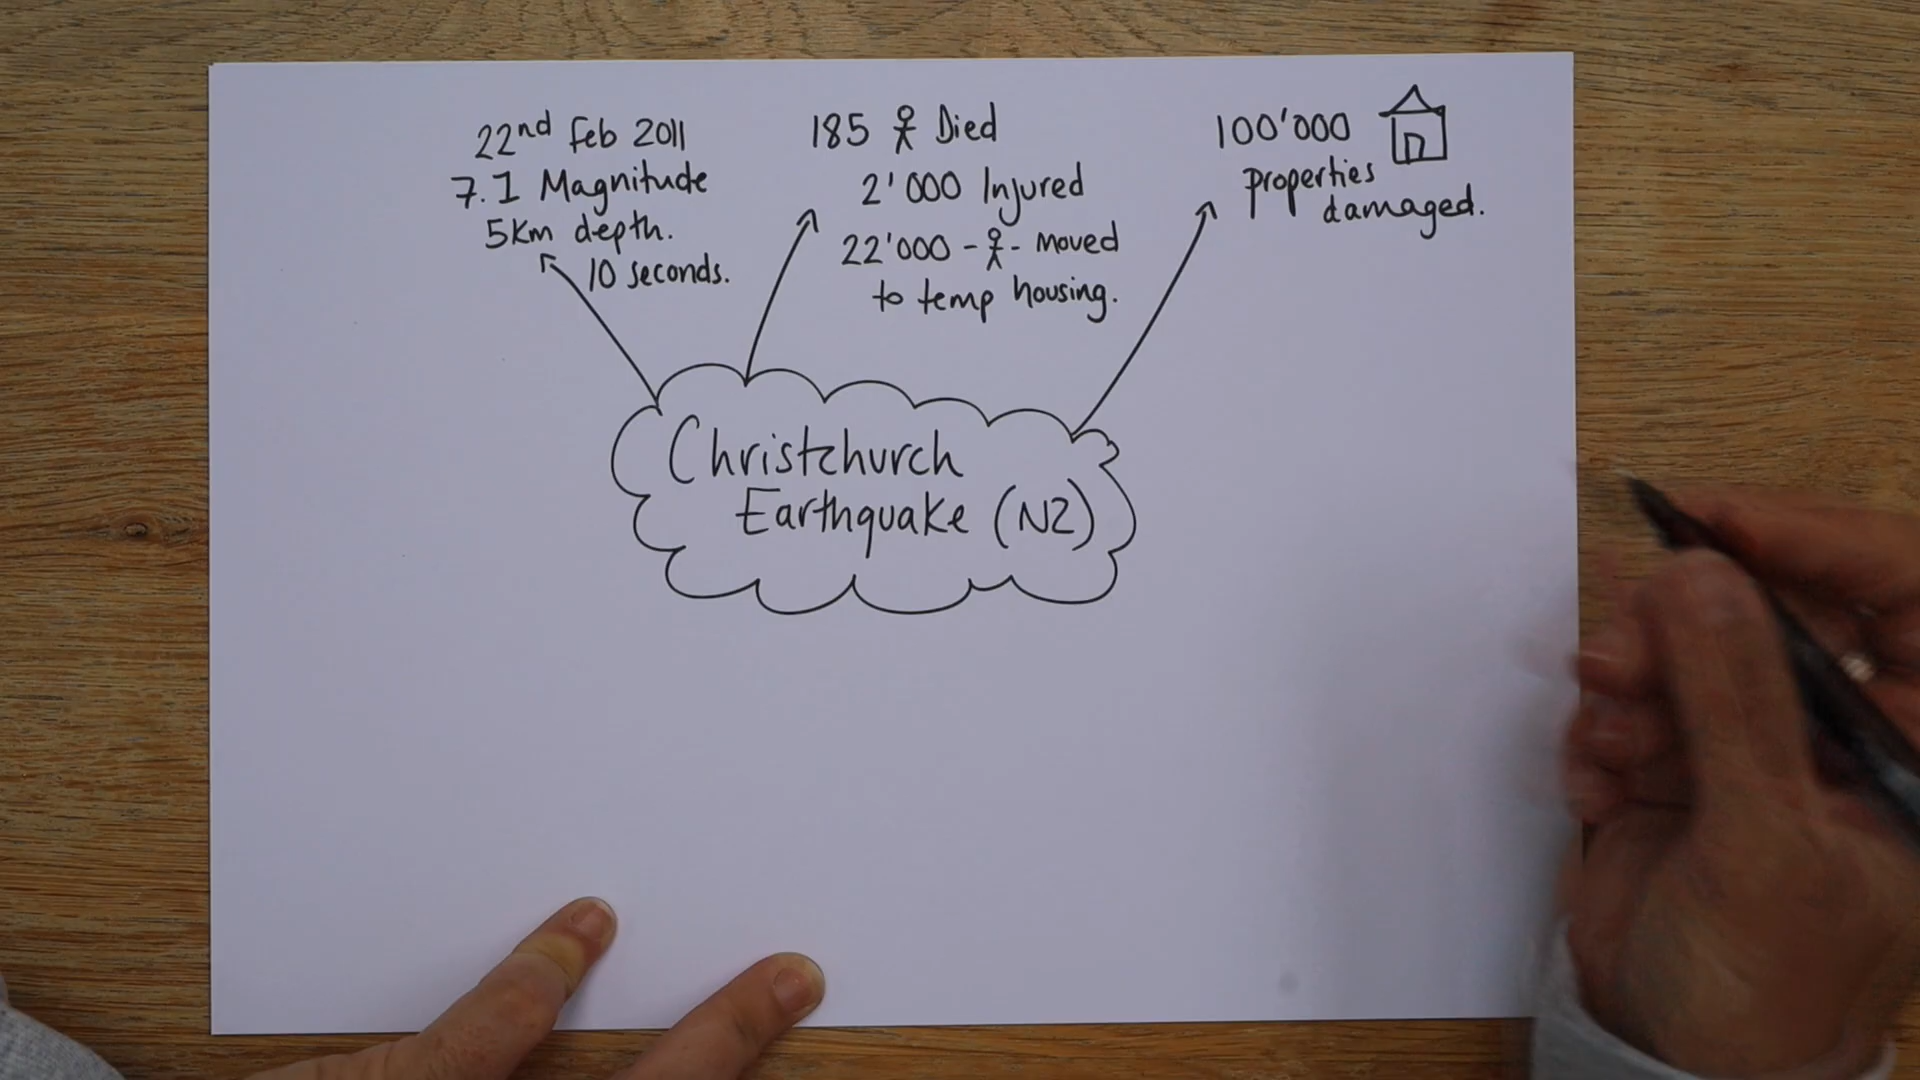 22nd Feb 2011
7.1 Magnitude
5Km depth.
10 seconds.
185 Died
2'000 Injured
22'000 - - Moved
to temp housing.
100'000
properties
damaged.
Christchurch
Earthquake (NZ)